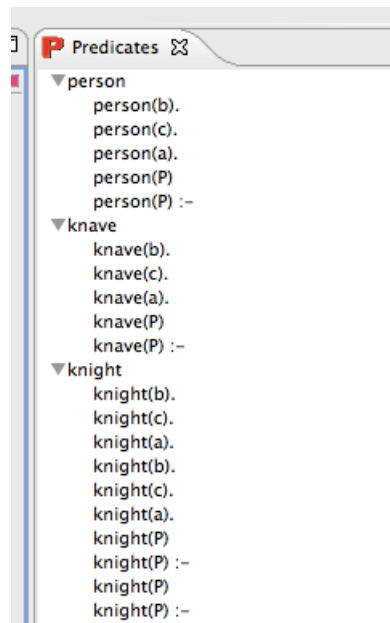 Predicates
person
person(b).
person(c).
person(a).
person(P)
person(P) :-
knave
knave(b).
knave(c).
knave(a).
knave(P)
knave(P) :-
knight
knight(b).
knight(c).
knight(a).
knight(b).
knight(c).
knight(a).
knight(P)
knight(P) :-
knight(P)
knight(P) :-